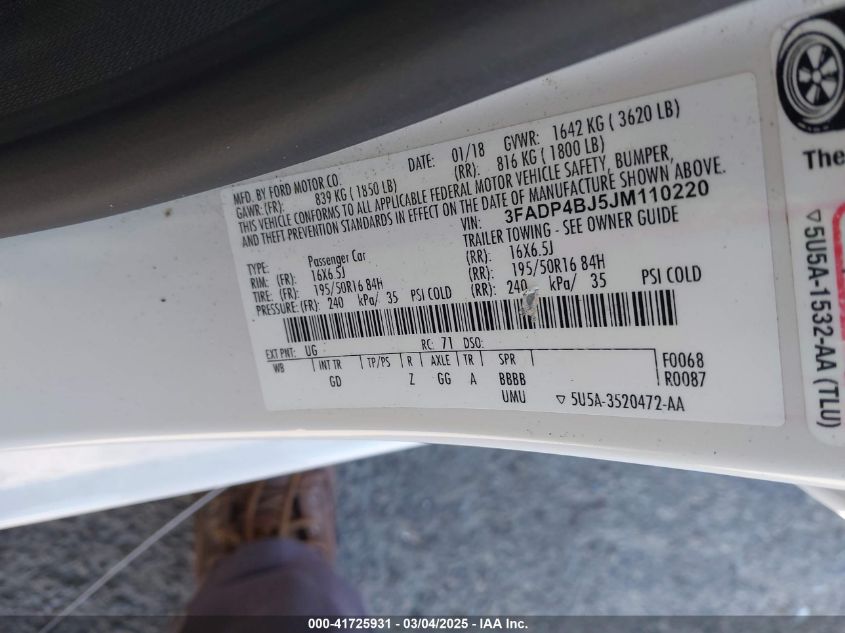 MFD. BY FORD MOTOR CO. DATE: 01/18 GVWR: 1642 KG ( 3620 LB)
GAWR:(FR): 839 KG ( 1850 LB) (RR): 816 KG ( 1800 LB)
THIS VEHICLE CONFORMS TO ALL APPLICABLE FEDERAL MOTOR VEHICLE SAFETY, BUMPER,
AND THEFT PREVENTION STANDARDS IN EFFECT ON THE DATE OF MANUFACTURE SHOWN ABOVE.
VIN: 3FADP4BJ5JM110220
TYPE: Passenger Car TRAILER TOWING - SEE OWNER GUIDE
RIM: (FR): 16X6.5J (RR): 16X6.5J
TIRE: (FR): 195/50R16 84H (RR): 195/50R16 84H
PRESSURE:(FR): 240 kPa/ 35 PSI COLD (RR): 240 kPa/ 35 PSI COLD
EXT PNT: UG RC: 71 DSO:
WB INT TR TP/PS R AXLE TR SPR F0068
GD Z GG A BBBB R0087
UMU ▽ 5U5A-3520472-AA
The
▽5U5A-1532-AA (TLU)
000-41725931 - 03/04/2025 - IAA Inc.